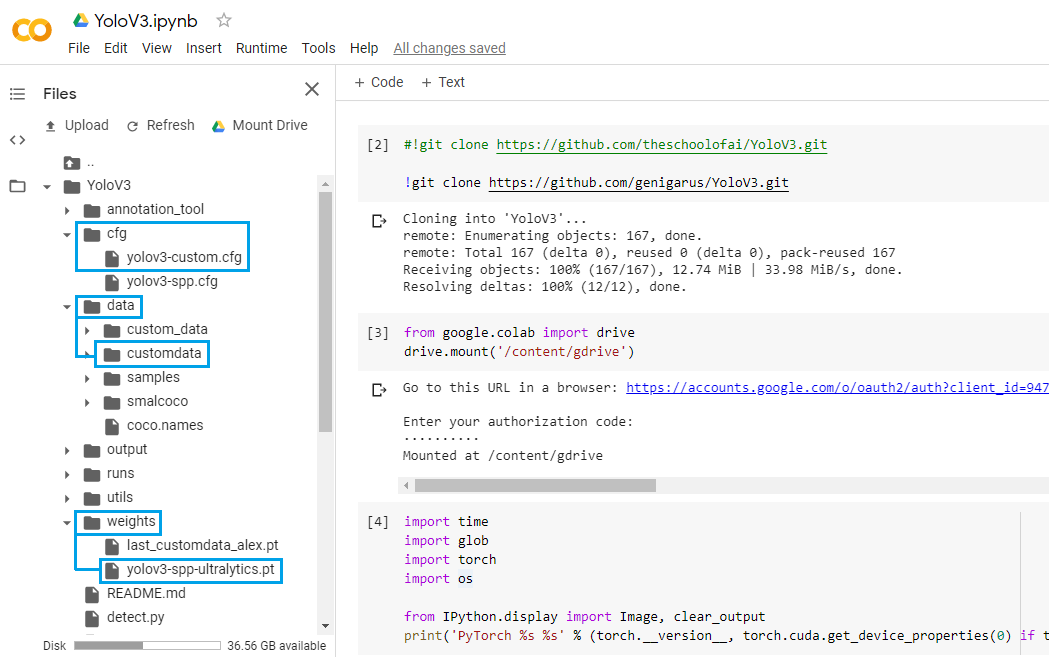 YoloV3.ipynb
File Edit View Insert Runtime Tools Help All changes saved
Files
Upload Refresh Mount Drive
..
YoloV3
annotation_tool
cfg
yolov3-custom.cfg
yolov3-spp.cfg
data
custom_data
customdata
samples
smalcoco
coco.names
output
runs
utils
weights
last_customdata_alex.pt
yolov3-spp-ultralytics.pt
README.md
detect.py
Disk 36.56 GB available
+ Code + Text
[2] #!git clone https://github.com/theschoolofai/YoloV3.git
!git clone https://github.com/genigarus/YoloV3.git
Cloning into 'YoloV3'...
remote: Enumerating objects: 167, done.
remote: Total 167 (delta 0), reused 0 (delta 0), pack-reused 167
Receiving objects: 100% (167/167), 12.74 MiB | 33.98 MiB/s, done.
Resolving deltas: 100% (12/12), done.
[3] from google.colab import drive
drive.mount('/content/gdrive')
Go to this URL in a browser: https://accounts.google.com/o/oauth2/auth?client_id=947
Enter your authorization code:
··········
Mounted at /content/gdrive
[4] import time
import glob
import torch
import os
from IPython.display import Image, clear_output
print('PyTorch %s %s' % (torch.__version__, torch.cuda.get_device_properties(0) if t